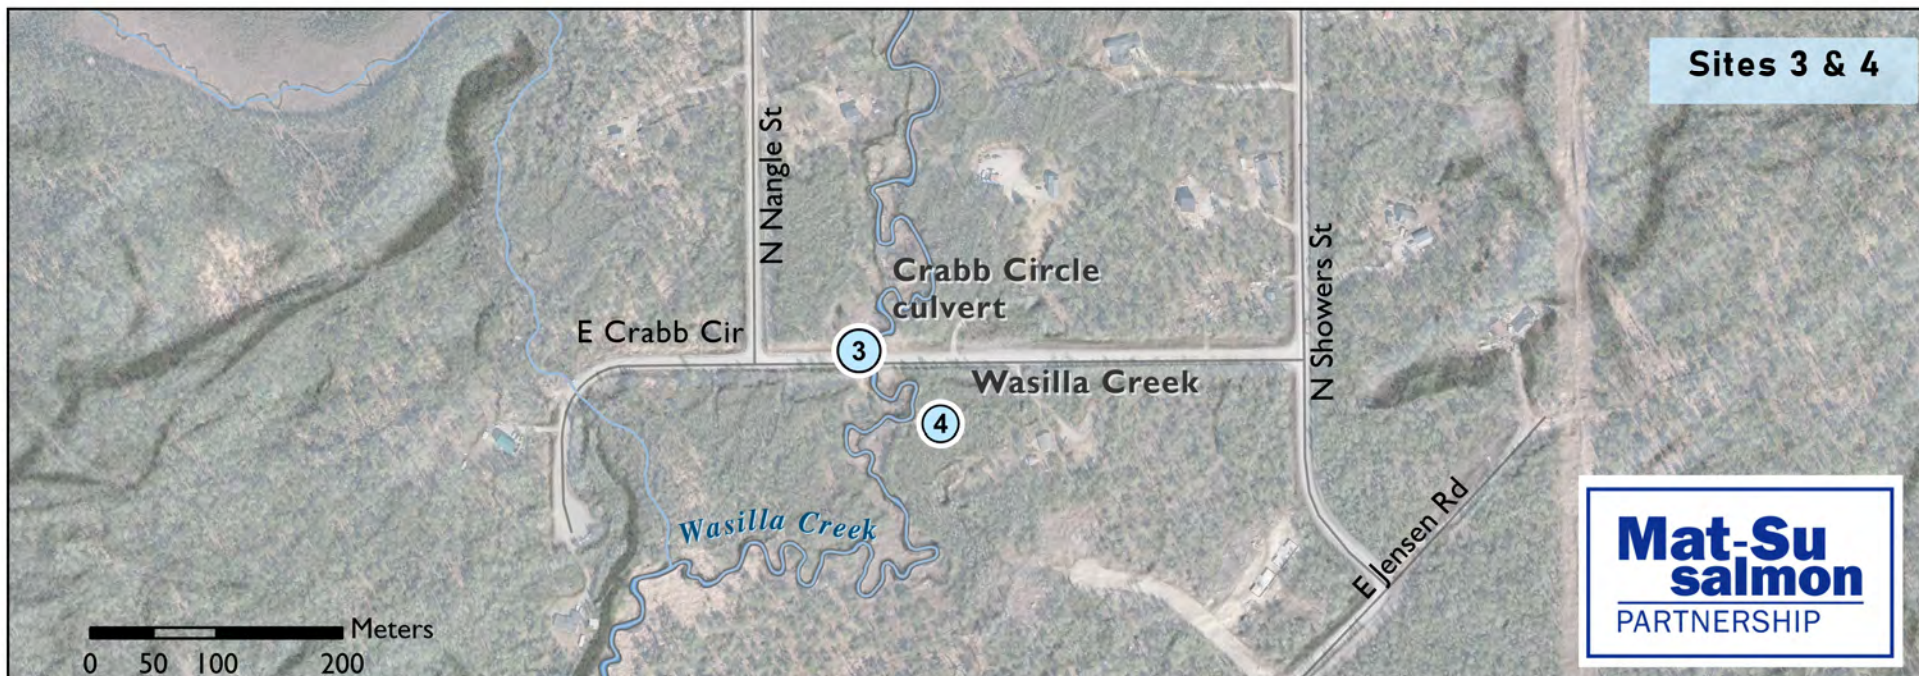 Sites 3 & 4
N Nangle St
Crabb Circle
culvert
E Crabb Cir
3
N Showers St
Wasilla Creek
4
E Jensen Rd
Wasilla Creek
Meters
0 50 100 200
Mat-Su
salmon
PARTNERSHIP